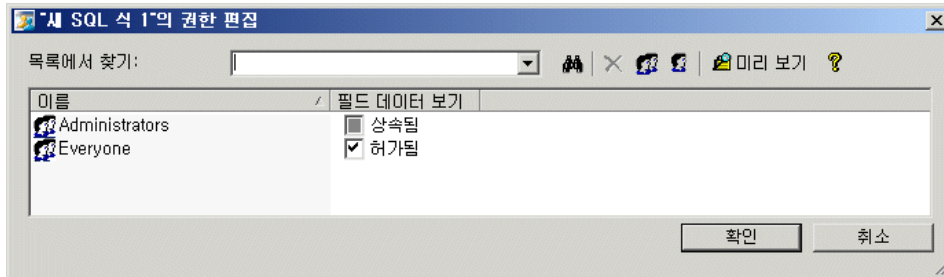 "새 SQL 식 1"의 권한 편집
목록에서 찾기:
미리 보기
이름 필드 데이터 보기
Administrators 상속됨
Everyone 허가됨
확인 취소